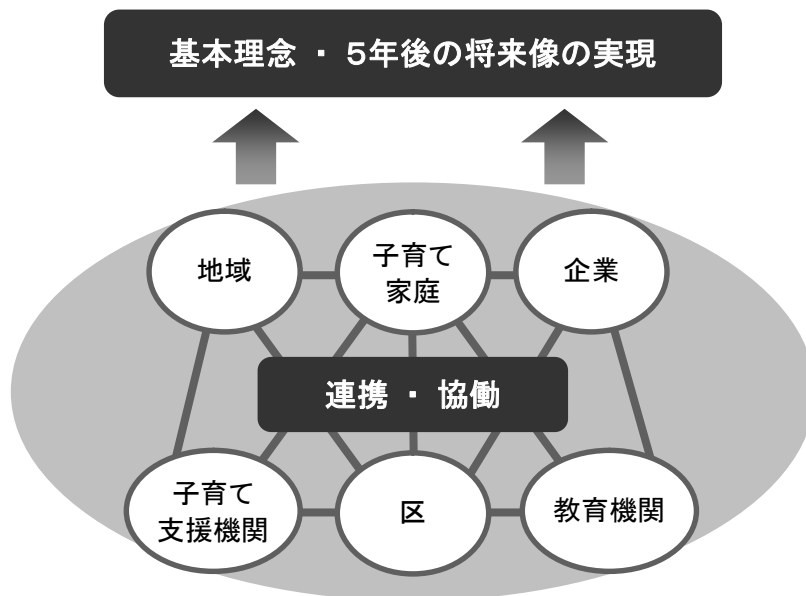 基本理念 ・ 5年後の将来像の実現
地域
子育て
家庭
企業
連携 ・ 協働
子育て
支援機関
区
教育機関